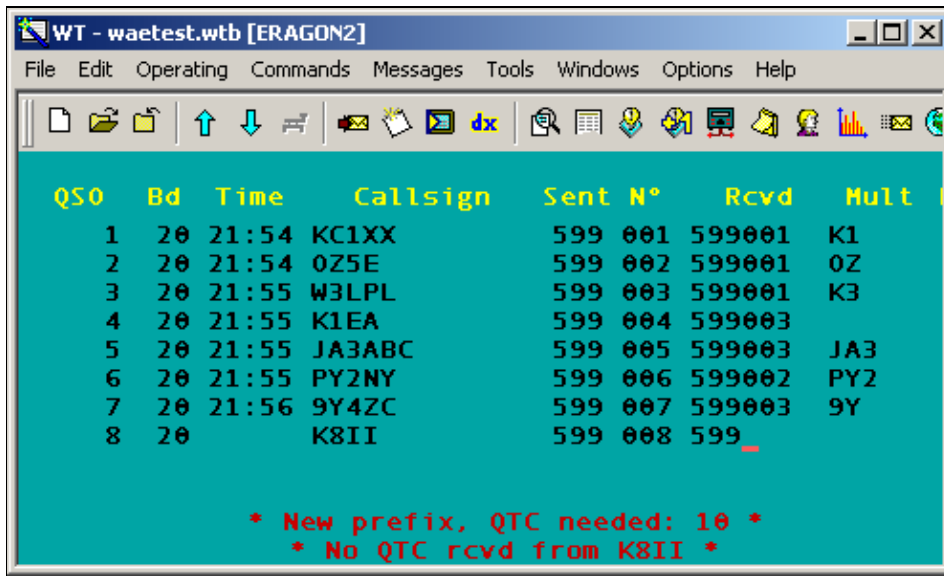 WT - waetest.wtb [ERAGON2]
File Edit Operating Commands Messages Tools Windows Options Help
dx
QSO Bd Time Callsign Sent N° Rcvd Mult
1 20 21:54 KC1XX 599 001 599001 K1
2 20 21:54 OZ5E 599 002 599001 OZ
3 20 21:55 W3LPL 599 003 599001 K3
4 20 21:55 K1EA 599 004 599003
5 20 21:55 JA3ABC 599 005 599003 JA3
6 20 21:55 PY2NY 599 006 599002 PY2
7 20 21:56 9Y4ZC 599 007 599003 9Y
8 20 K8II 599 008 599_
* New prefix, QTC needed: 10 *
* No QTC rcvd from K8II *